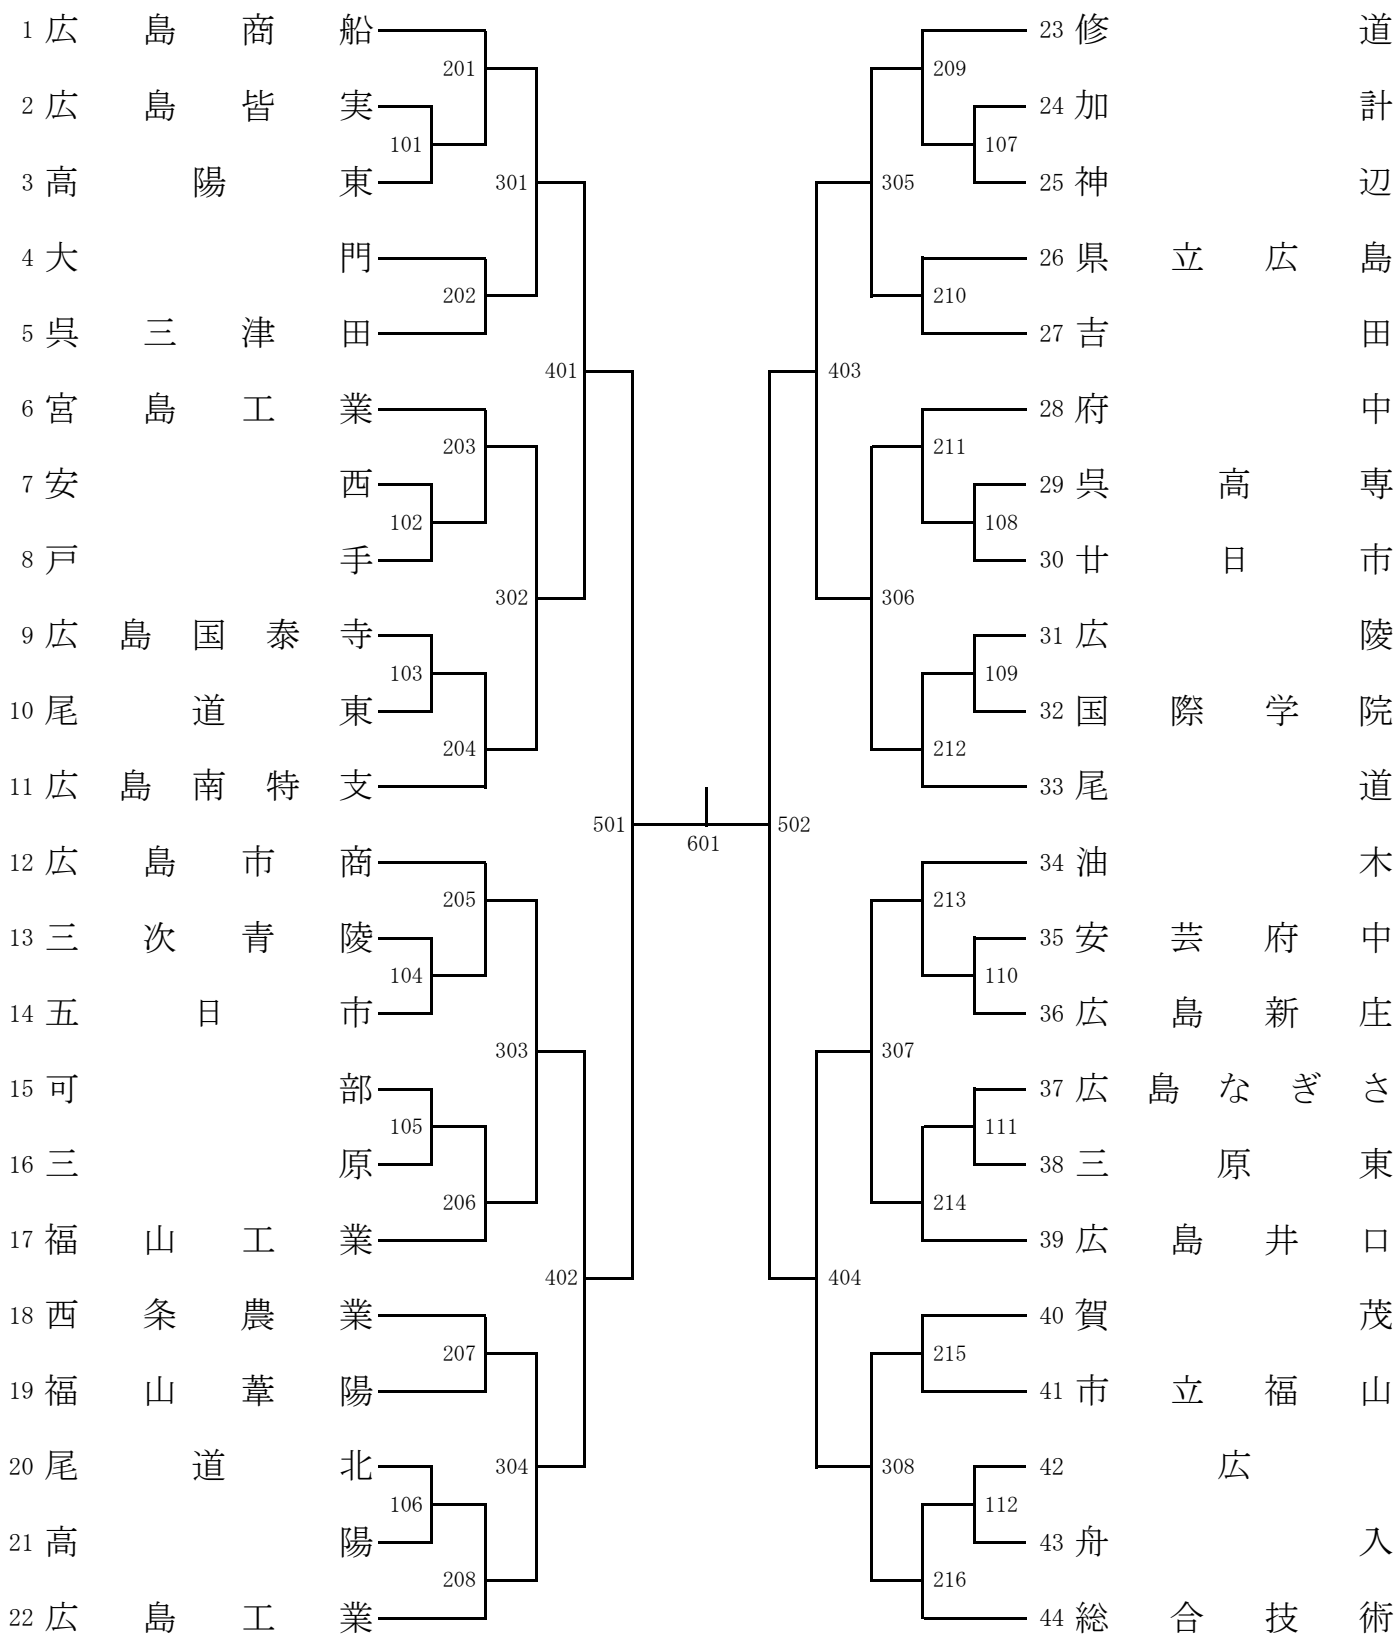 1 広島商船
201
2 広島皆実
101
3 高陽東
301
4 大門
202
5 呉三津田
401
6 宮島工業
203
7 安西
102
8 戸手
302
9 広島国泰寺
103
10 尾道東
204
11 広島南特支
501
12 広島市商
205
13 三次青陵
104
14 五日市
303
15 可部
105
16 三原
206
17 福山工業
402
18 西条農業
207
19 福山葦陽
20 尾道北
304
106
21 高陽
208
22 広島工業
601
23 修道
209
24 加計
107
25 神辺
305
26 県立広島
210
27 吉田
403
28 府中
211
29 呉高専
108
30 廿日市
306
31 広陵
109
32 国際学院
212
33 尾道
502
34 油木
213
35 安芸府中
110
36 広島新庄
307
37 広島なぎさ
111
38 三原東
214
39 広島井口
404
40 賀茂
215
41 市立福山
42 広
308
112
43 舟入
216
44 総合技術